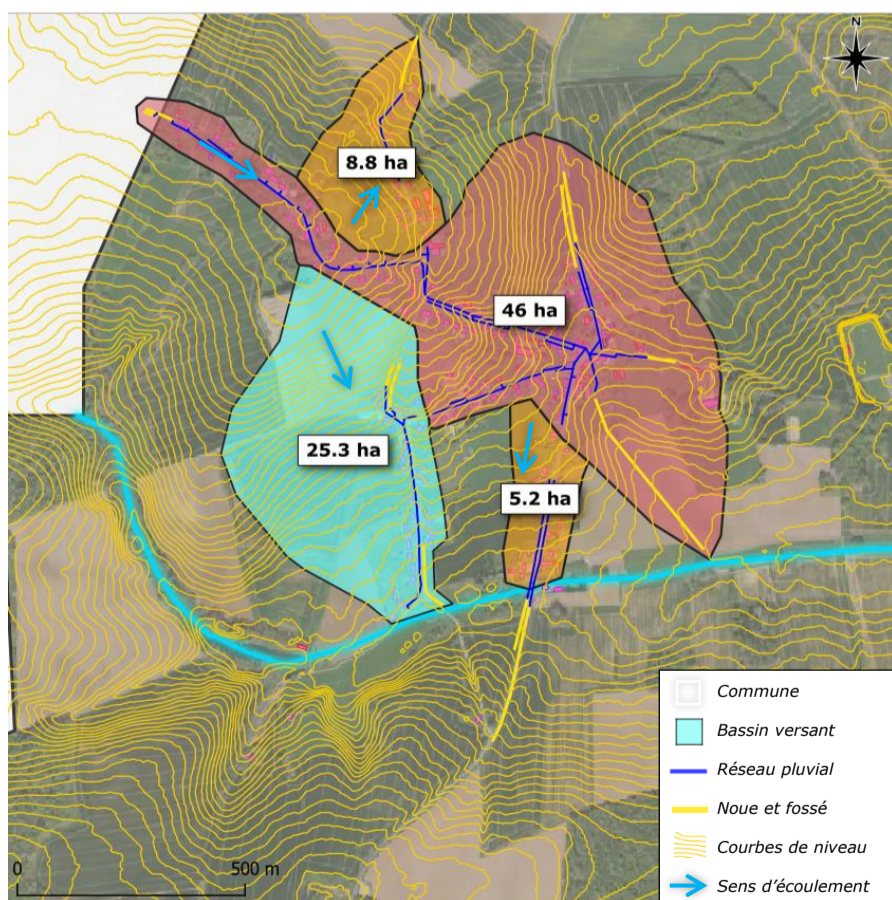 N
8.8 ha
46 ha
25.3 ha
5.2 ha
Commune
Bassin versant
Réseau pluvial
Noue et fossé
Courbes de niveau
Sens d'écoulement
0 500 m